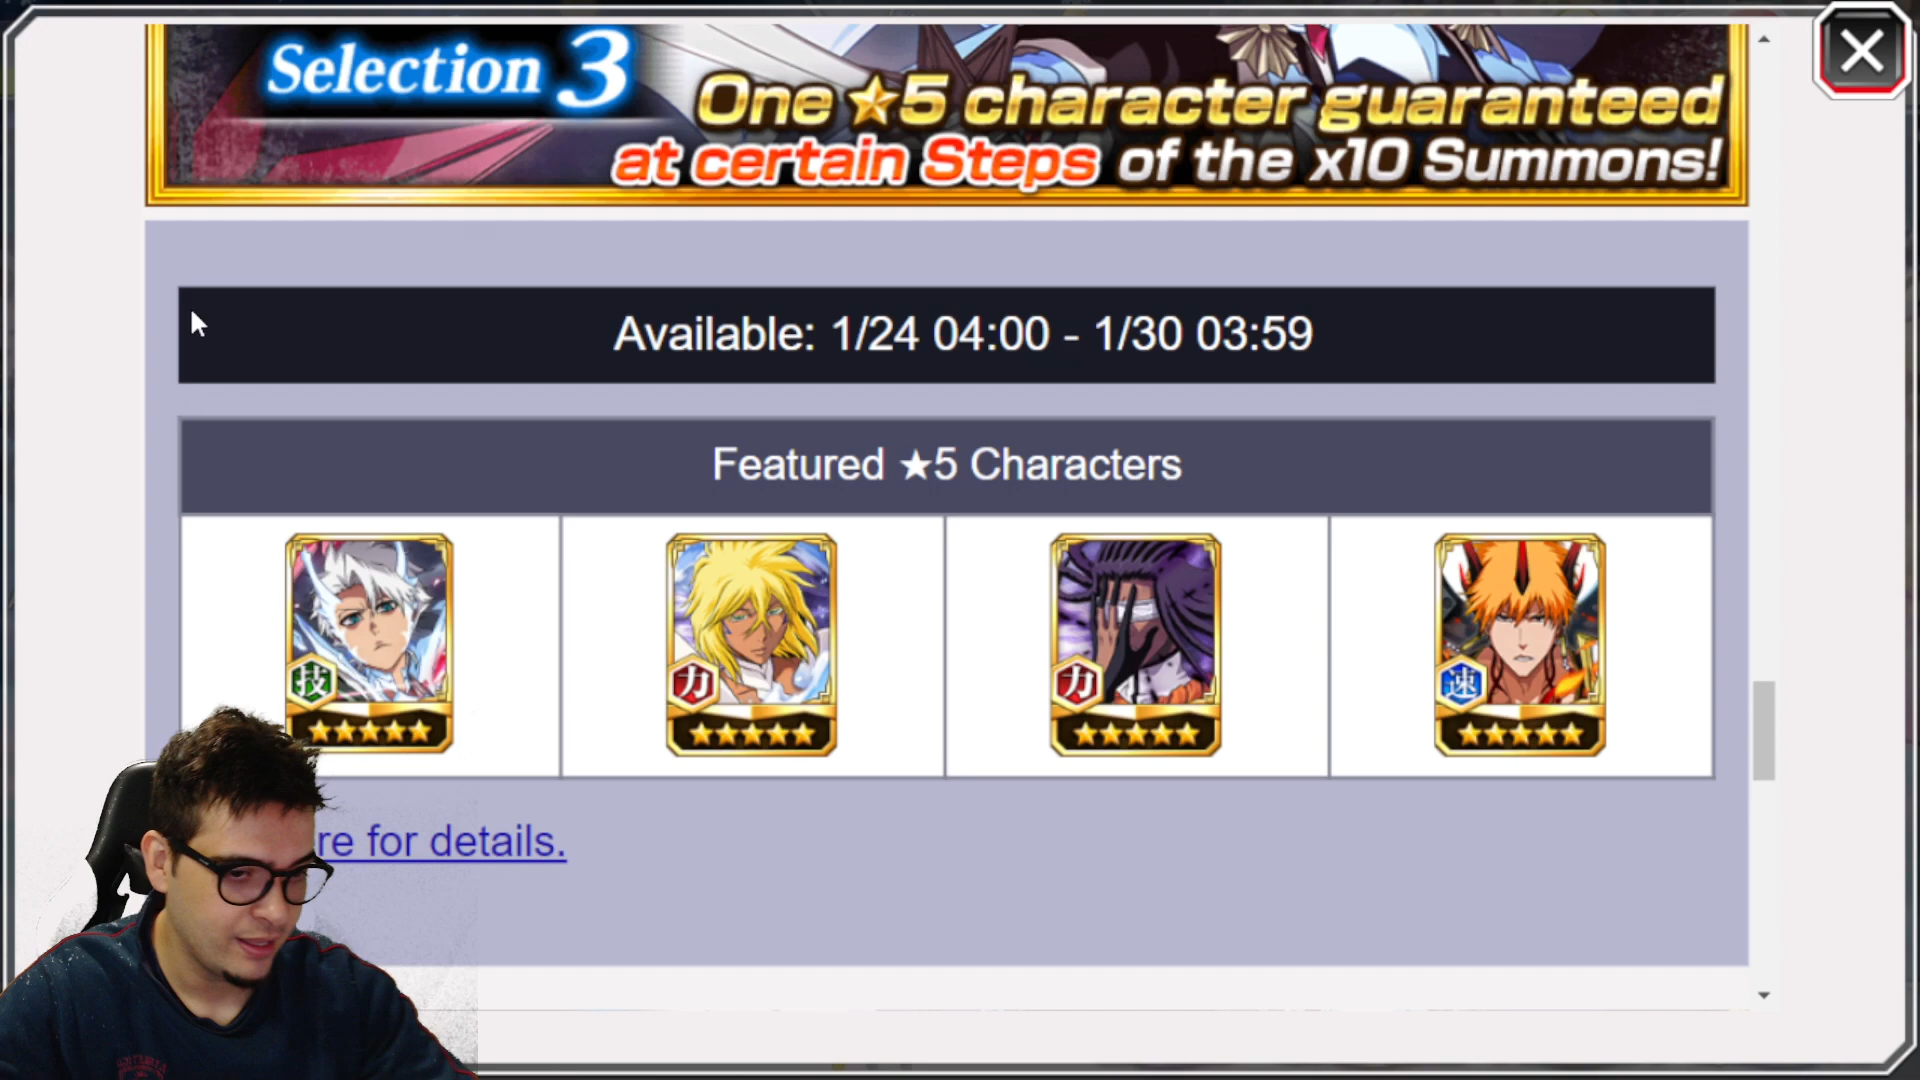 Selection 3
One ★5 character guaranteed
at certain Steps of the x10 Summons!
Available: 1/24 04:00 - 1/30 03:59
Featured ★5 Characters
技
力
力
速
★★★★★
★★★★★
★★★★★
★★★★★
re for details.